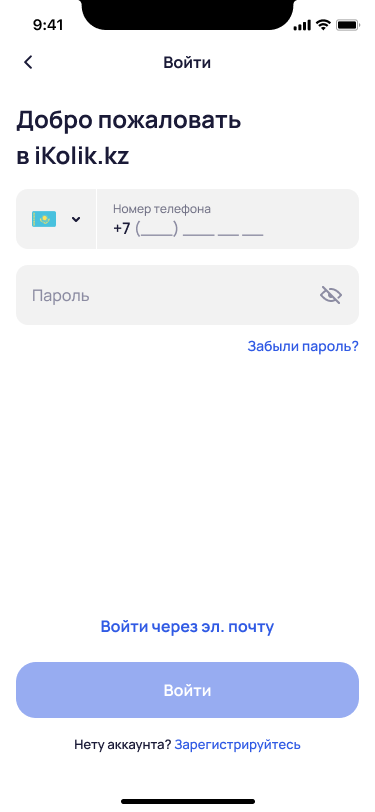 9:41
Войти
Добро пожаловать
в iKolik.kz
Номер телефона
+7 (___) ___ __ __
Пароль
Забыли пароль?
Войти через эл. почту
Войти
Нету аккаунта? Зарегистрируйтесь